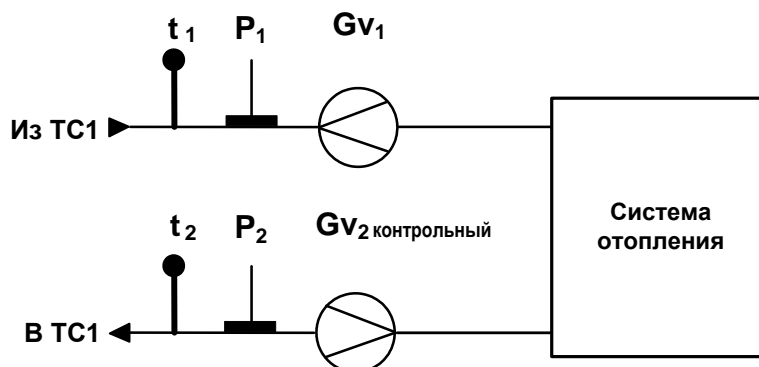 t 1 P1 Gv1
Из ТС1
Система
отопления
t 2 P2 Gv2 контрольный
В ТС1